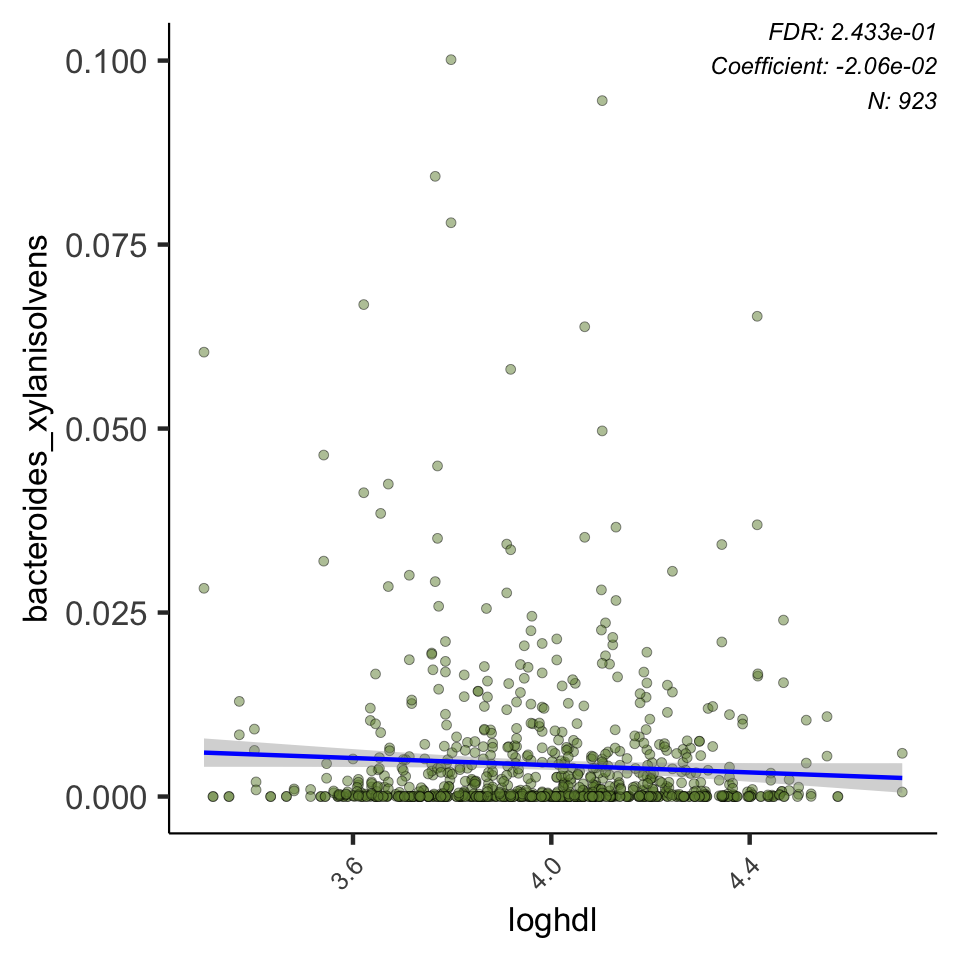 FDR: 2.433e-01
Coefficient: -2.06e-02
N: 923
0.100
0.075
0.050
0.025
0.000
bacteroides_xylanisolvens
3.6
4.0
4.4
loghdl